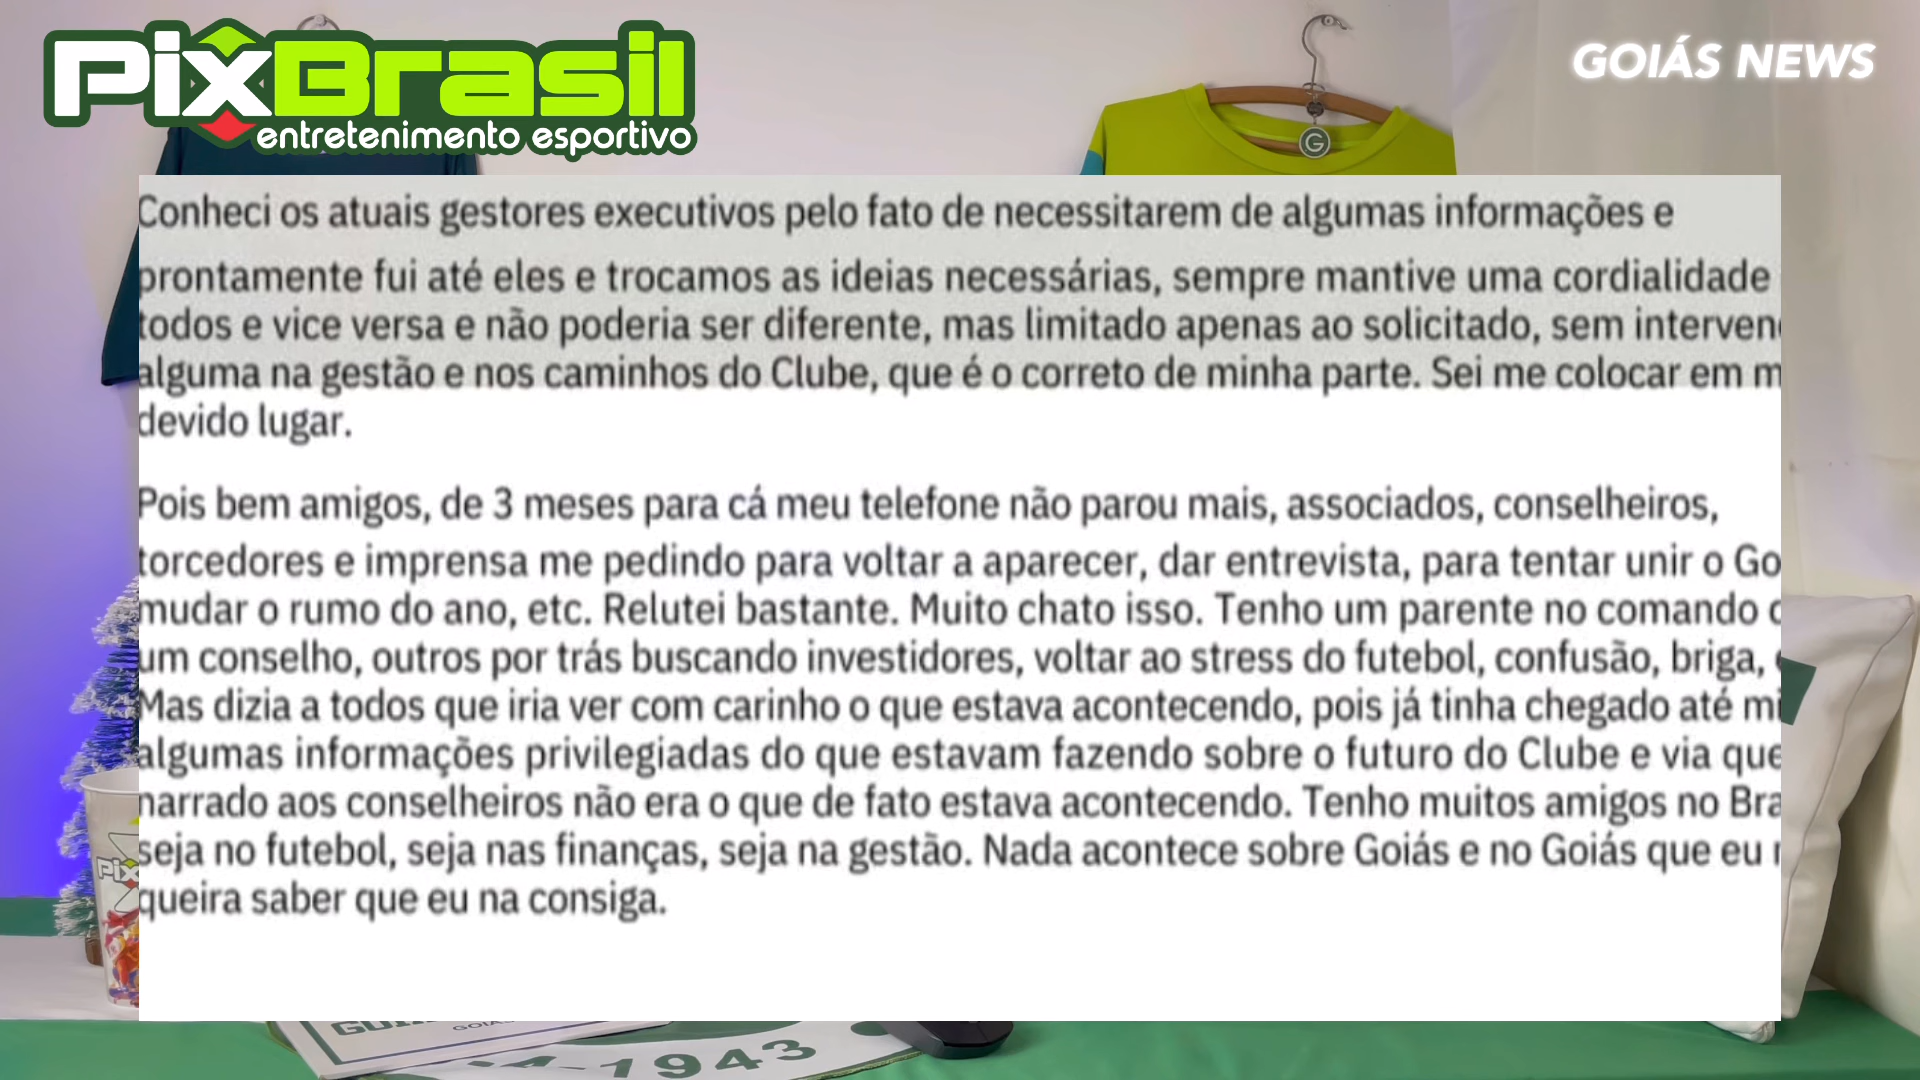 PixBrasil
entretenimento esportivo
GOIÁS NEWS
G
Conheci os atuais gestores executivos pelo fato de necessitarem de algumas informações e
prontamente fui até eles e trocamos as ideias necessárias, sempre mantive uma cordialidade
todos e vice versa e não poderia ser diferente, mas limitado apenas ao solicitado, sem
alguma na gestão e nos caminhos do Clube, que é o correto de minha parte. Sei me colocar em
devido lugar.
Pois bem amigos, de 3 meses para cá meu telefone não parou mais, associados, conselheiros,
torcedores e imprensa me pedindo para voltar a aparecer, dar entrevista, para tentar unir o
mudar o rumo do ano, etc. Relutei bastante. Muito chato isso. Tenho um parente no comando
um conselho, outros por trás buscando investidores, voltar ao stress do futebol, confusão, briga,
Mas dizia a todos que iria ver com carinho o que estava acontecendo, pois já tinha chegado até
algumas informações privilegiadas do que estavam fazendo sobre o futuro do Clube e via que
narrado aos conselheiros não era o que de fato estava acontecendo. Tenho muitos amigos no
seja no futebol, seja nas finanças, seja na gestão. Nada acontece sobre Goiás e no Goiás que eu
queira saber que eu na consiga.
1943